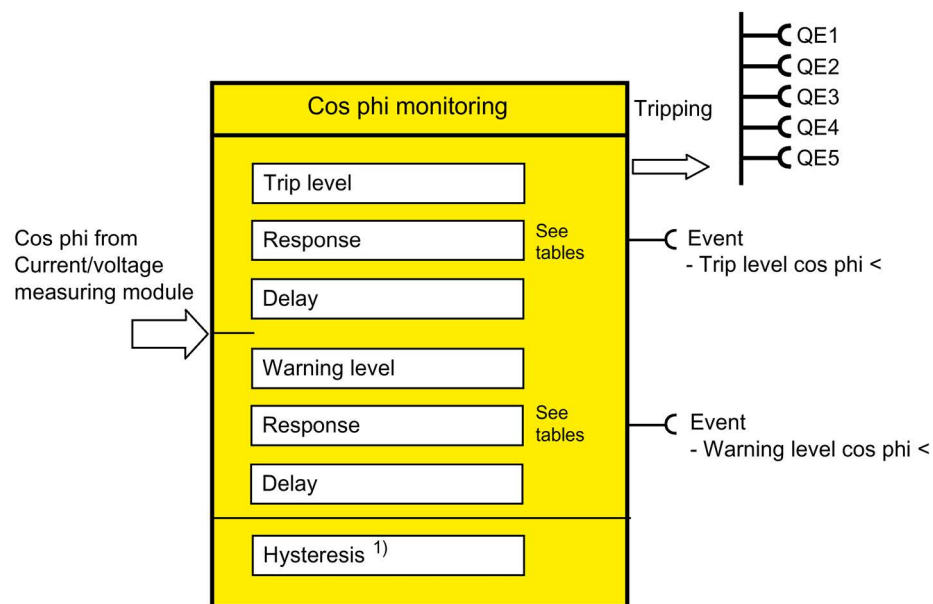 QE1
QE2
QE3
QE4
QE5
Cos phi monitoring
Tripping
Trip level
Response
See
tables
Event
- Trip level cos phi <
Cos phi from
Current/voltage
measuring module
Delay
Warning level
Response
See
tables
Event
- Warning level cos phi <
Delay
Hysteresis 1)